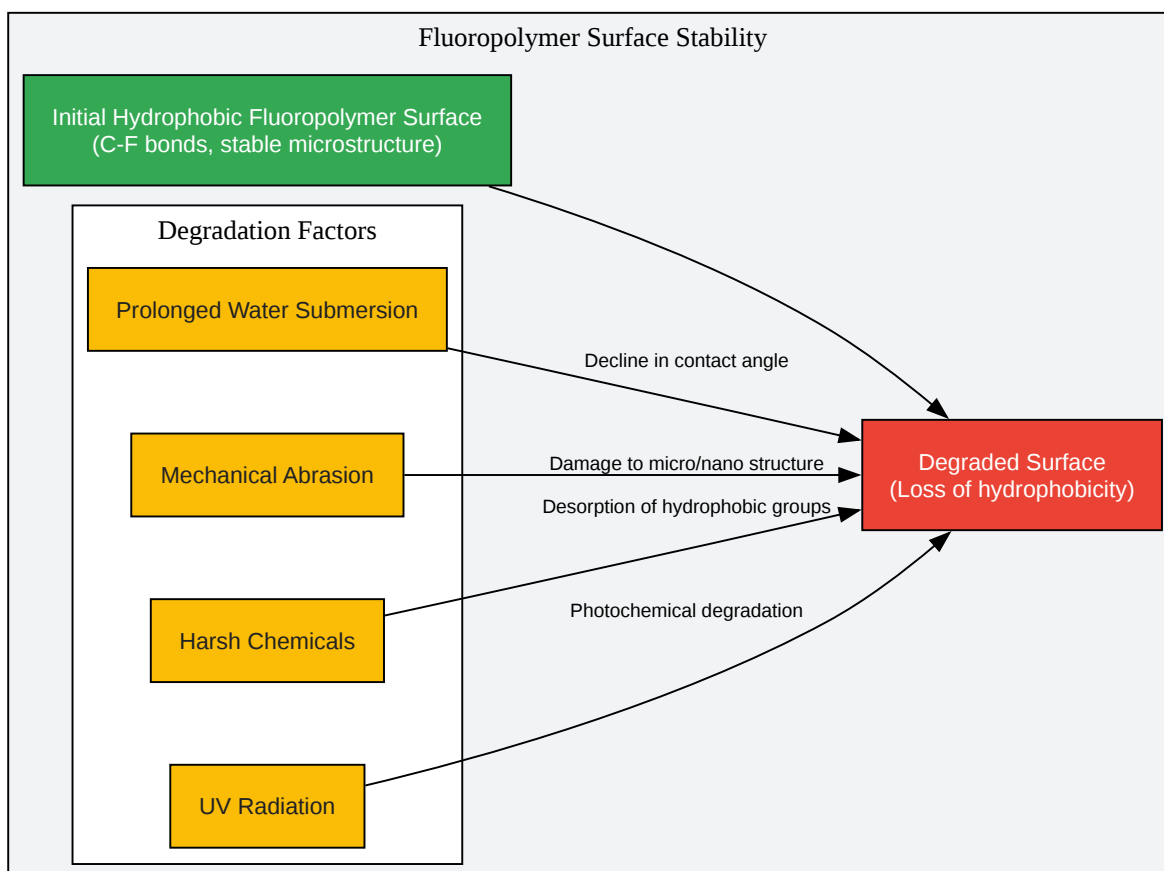 Fluoropolymer Surface Stability
Initial Hydrophobic Fluoropolymer Surface
(C-F bonds, stable microstructure)
Degradation Factors
Prolonged Water Submersion
Decline in contact angle
Mechanical Abrasion
Damage to micro/nano structure
Degraded Surface
(Loss of hydrophobicity)
Desorption of hydrophobic groups
Harsh Chemicals
Photochemical degradation
UV Radiation